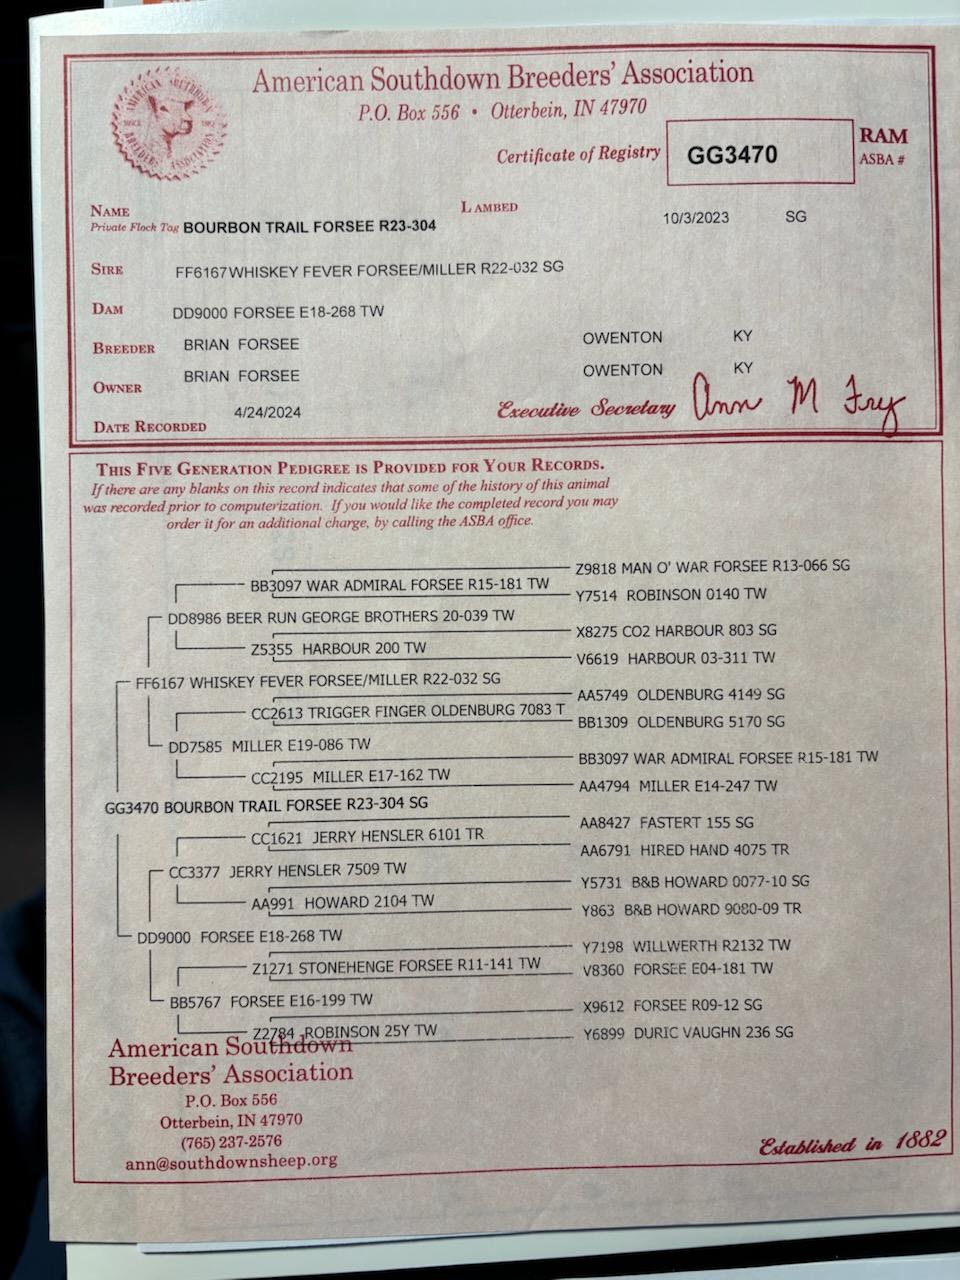 American Southdown Breeders' Association
P.O. Box 556 • Otterbein, IN 47970
Certificate of Registry GG3470 RAM
ASBA #
AMERICAN SOUTHDOWN
SINCE 1882
BREEDERS' ASSOCIATION
NAME LAMBED 10/3/2023 SG
Private Flock Tag BOURBON TRAIL FORSEE R23-304
SIRE FF6167 WHISKEY FEVER FORSEE/MILLER R22-032 SG
DAM DD9000 FORSEE E18-268 TW
BREEDER BRIAN FORSEE OWENTON KY
OWNER BRIAN FORSEE OWENTON KY
DATE RECORDED 4/24/2024 Executive Secretary Ann M Fry
THIS FIVE GENERATION PEDIGREE IS PROVIDED FOR YOUR RECORDS.
If there are any blanks on this record indicates that some of the history of this animal
was recorded prior to computerization. If you would like the completed record you may
order it for an additional charge, by calling the ASBA office.
Z9818 MAN O' WAR FORSEE R13-066 SG
BB3097 WAR ADMIRAL FORSEE R15-181 TW
Y7514 ROBINSON 0140 TW
DD8986 BEER RUN GEORGE BROTHERS 20-039 TW
X8275 CO2 HARBOUR 803 SG
Z5355 HARBOUR 200 TW
V6619 HARBOUR 03-311 TW
FF6167 WHISKEY FEVER FORSEE/MILLER R22-032 SG
AA5749 OLDENBURG 4149 SG
CC2613 TRIGGER FINGER OLDENBURG 7083 T
BB1309 OLDENBURG 5170 SG
DD7585 MILLER E19-086 TW
BB3097 WAR ADMIRAL FORSEE R15-181 TW
CC2195 MILLER E17-162 TW
AA4794 MILLER E14-247 TW
GG3470 BOURBON TRAIL FORSEE R23-304 SG
AA8427 FASTERT 155 SG
CC1621 JERRY HENSLER 6101 TR
AA6791 HIRED HAND 4075 TR
CC3377 JERRY HENSLER 7509 TW
Y5731 B&B HOWARD 0077-10 SG
AA991 HOWARD 2104 TW
Y863 B&B HOWARD 9080-09 TR
DD9000 FORSEE E18-268 TW
Y7198 WILLWERTH R2132 TW
Z1271 STONEHENGE FORSEE R11-141 TW
V8360 FORSEE E04-181 TW
BB5767 FORSEE E16-199 TW
X9612 FORSEE R09-12 SG
Z2784 ROBINSON 25Y TW
Y6899 DURIC VAUGHN 236 SG
American Southdown
Breeders' Association
P.O. Box 556
Otterbein, IN 47970
(765) 237-2576
ann@southdownsheep.org
Established in 1882